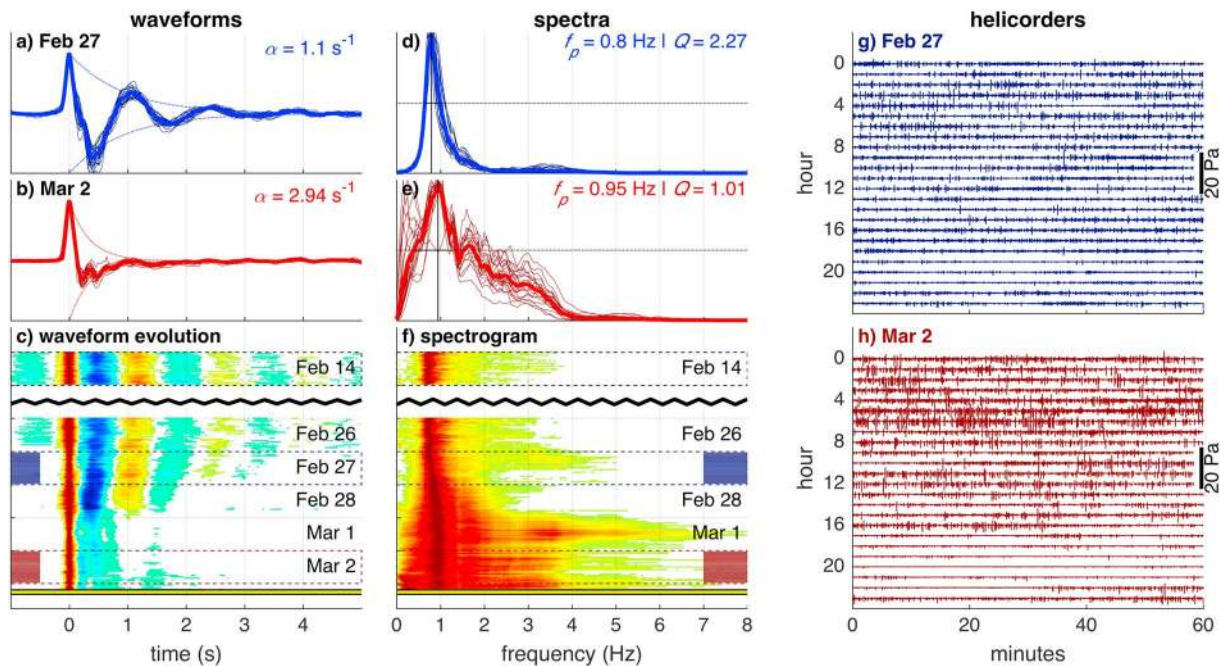 waveforms
a) Feb 27
α = 1.1 s⁻¹
b) Mar 2
α = 2.94 s⁻¹
c) waveform evolution
Feb 14
Feb 26
Feb 27
Feb 28
Mar 1
Mar 2
0 1 2 3 4 5
time (s)
spectra
d)
f_p = 0.8 Hz | Q = 2.27
e)
f_p = 0.95 Hz | Q = 1.01
f) spectrogram
Feb 14
Feb 26
Feb 28
Mar 1
0 1 2 3 4 5 6 7 8
frequency (Hz)
helicorders
g) Feb 27
0
4
8
12
16
20
hour
20 Pa
h) Mar 2
0
4
8
12
16
20
hour
20 Pa
0 20 40 60
minutes